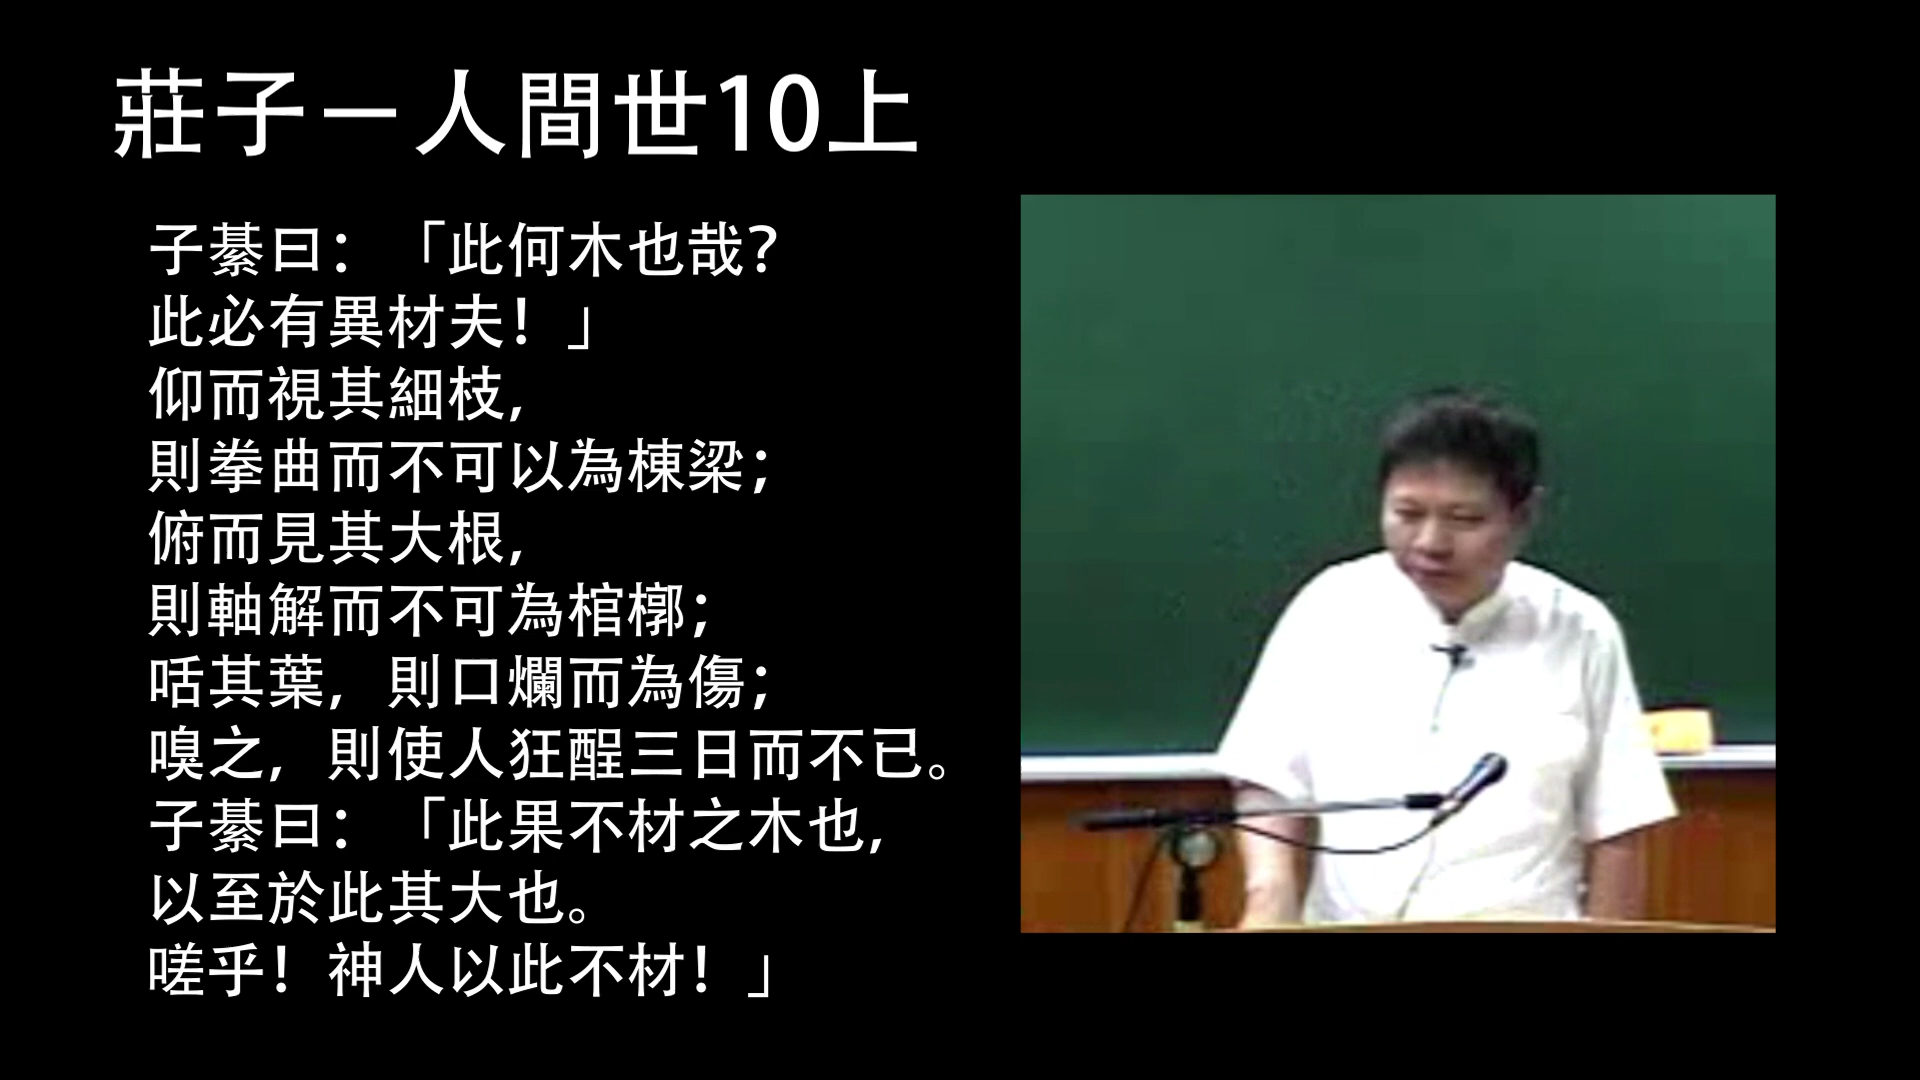 莊子－人間世10上
子綦曰：「此何木也哉？
此必有異材夫！」
仰而視其細枝，
則拳曲而不可以為棟梁；
俯而見其大根，
則軸解而不可為棺槨；
咶其葉，則口爛而為傷；
嗅之，則使人狂酲三日而不已。
子綦曰：「此果不材之木也，
以至於此其大也。
嗟乎！神人以此不材！」